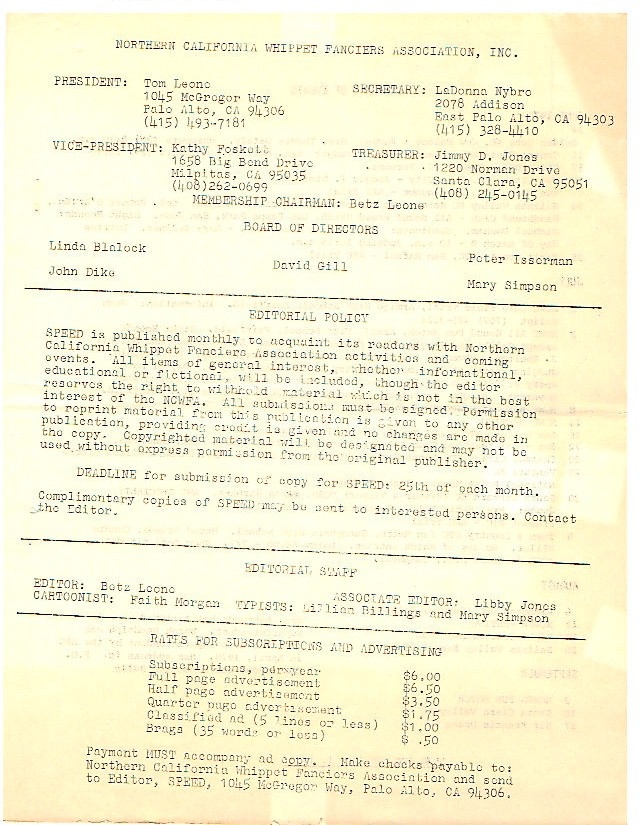 NORTHERN CALIFORNIA WHIPPET FANCIERS ASSOCIATION, INC.
PRESIDENT: Tom Leone
1045 McGregor Way
Palo Alto, CA 94306
(415) 493-7181
SECRETARY: LaDonna Nybro
2078 Addison
East Palo Alto, CA 94303
(415) 328-4410
VICE-PRESIDENT: Kathy Foskett
1658 Big Bend Drive
Milpitas, CA 95035
(408)262-0699
TREASURER: Jimmy D. Jones
1220 Norman Drive
Santa Clara, CA 95051
(408) 245-0145
MEMBERSHIP CHAIRMAN: Betz Leone
BOARD OF DIRECTORS
Linda Blalock
John Dike
David Gill
Peter Isserman
Mary Simpson
EDITORIAL POLICY
SPEED is published monthly to acquaint its readers with Northern
California Whippet Fanciers Association activities and coming
events. All items of general interest, whether informational,
educational or fictional, will be included, though the editor
reserves the right to withhold material which is not in the best
interest of the NCWFA. All submissions must be signed. Permission
to reprint material from this publication is given to any other
publication, providing credit is given and no changes are made in
the copy. Copyrighted material will be designated and may not be
used without express permission from the original publisher.
DEADLINE for submission of copy for SPEED: 25th of each month.
Complimentary copies of SPEED may be sent to interested persons. Contact
the Editor.
EDITORIAL STAFF
EDITOR: Betz Leone
ASSOCIATE EDITOR: Libby Jones
CARTOONIST: Faith Morgan TYPISTS: Lillian Billings and Mary Simpson
RATES FOR SUBSCRIPTIONS AND ADVERTISING
Subscriptions, per year $6.00
Full page advertisement $6.50
Half page advertisement $3.50
Quarter page advertisement $1.75
Classified ad (5 lines or less) $1.00
Brags (35 words or less) $ .50
Payment MUST accompany ad copy. Make checks payable to:
Northern California Whippet Fanciers Association and send
to Editor, SPEED, 1045 McGregor Way, Palo Alto, CA 94306.